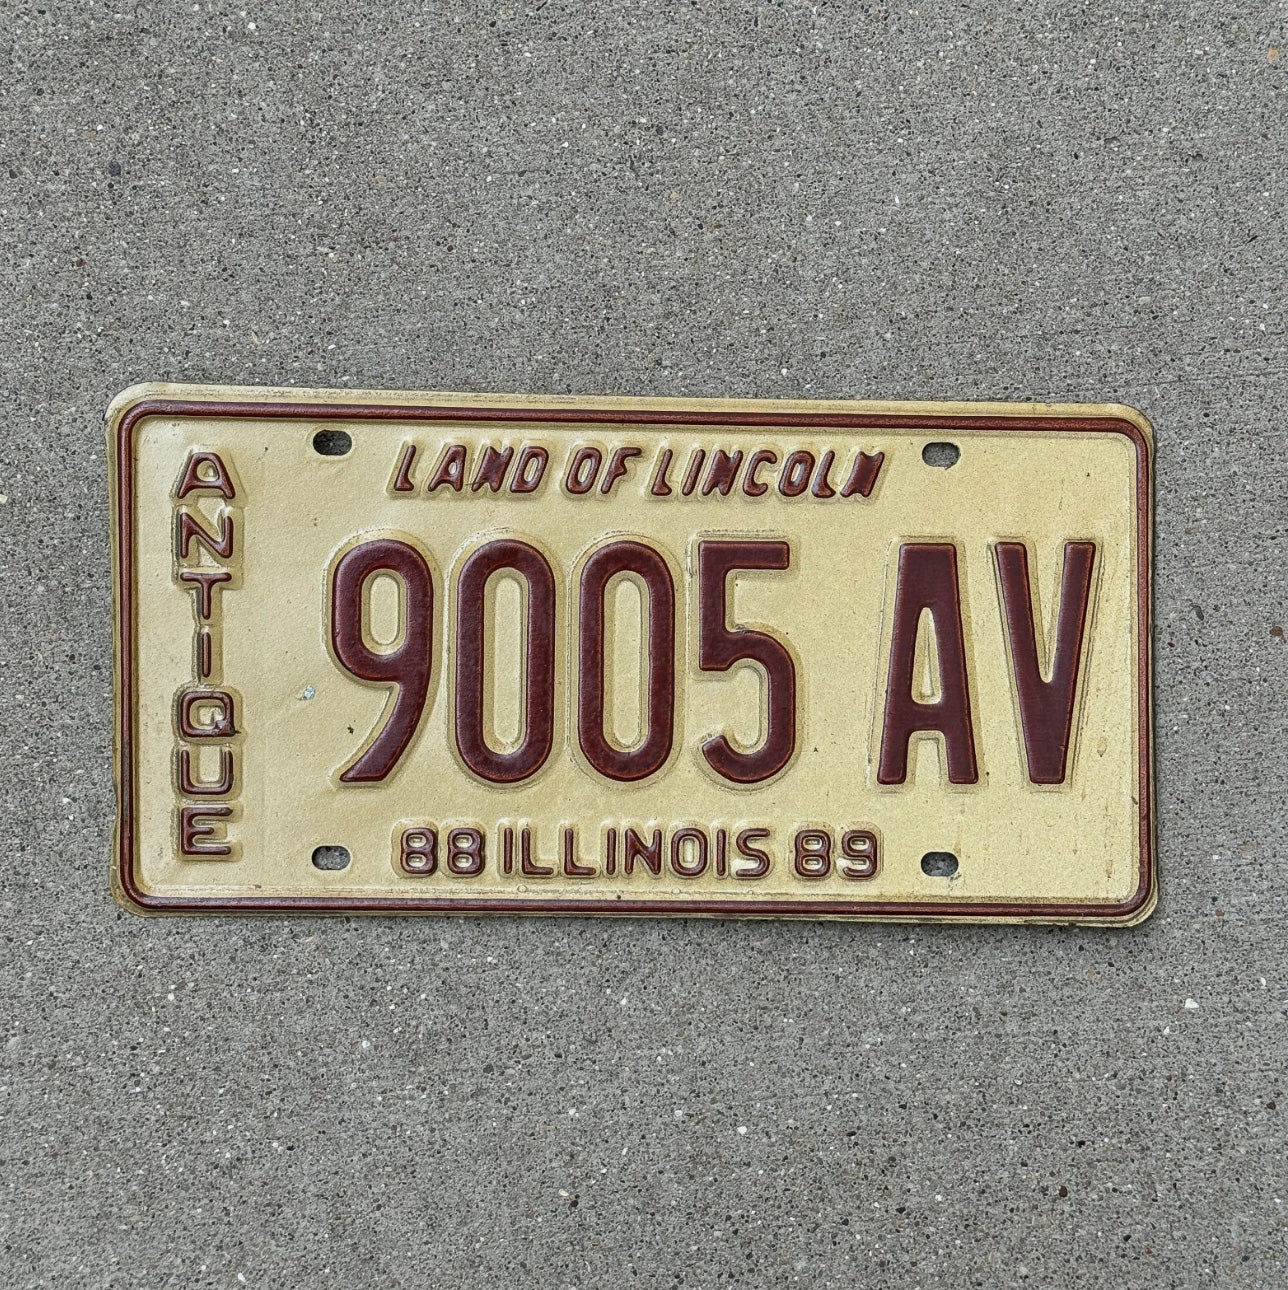 ANTIQUE
LAND OF LINCOLN
9005 AV
88 ILLINOIS 89